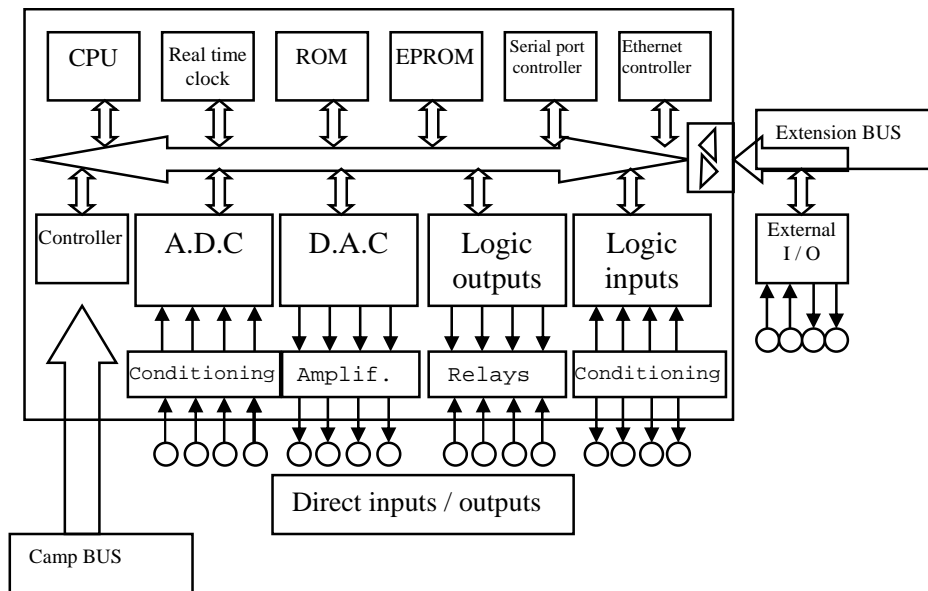 CPU
Real time
clock
ROM
EPROM
Serial port
controller
Ethernet
controller
Extension BUS
Controller
A.D.C
D.A.C
Logic
outputs
Logic
inputs
External
I / O
Conditioning
Amplif.
Relays
Conditioning
Direct inputs / outputs
Camp BUS